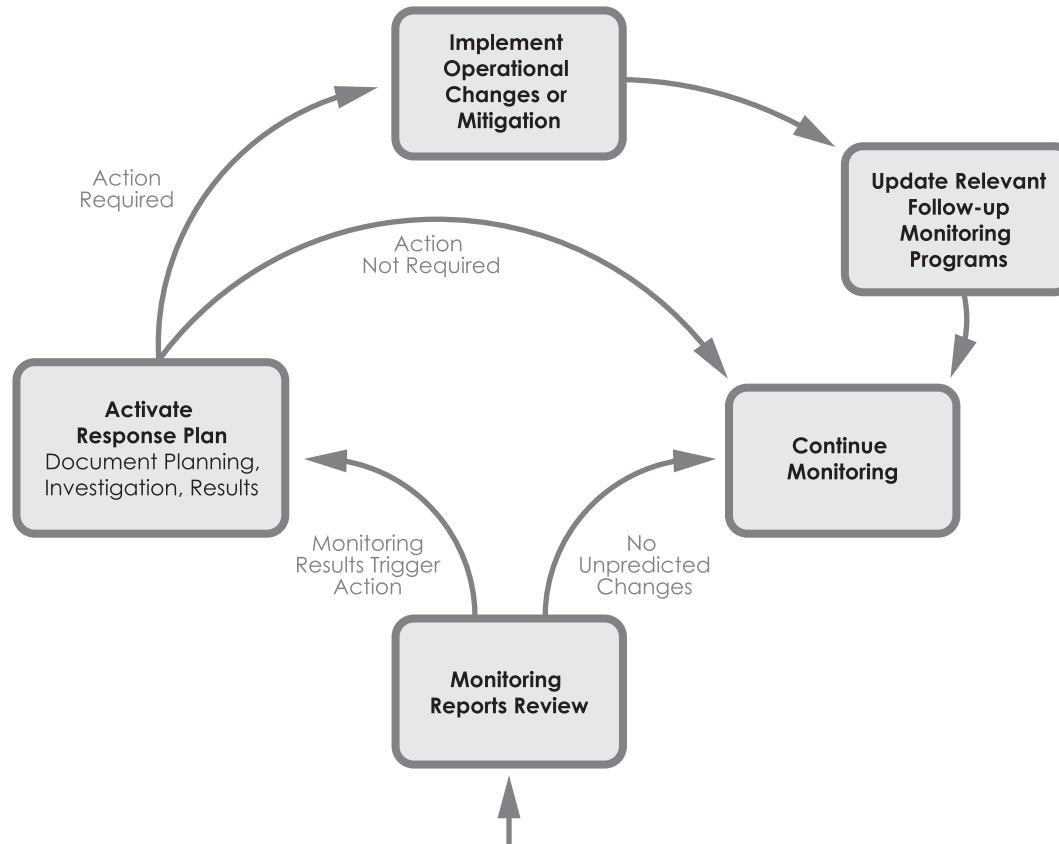 Implement
Operational
Changes or
Mitigation
Update Relevant
Follow-up
Monitoring
Programs
Action
Required
Action
Not Required
Activate
Response Plan
Document Planning,
Investigation, Results
Continue
Monitoring
Monitoring
Results Trigger
Action
No
Unpredicted
Changes
Monitoring
Reports Review